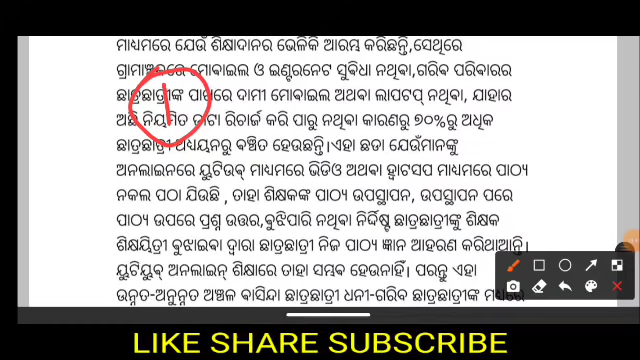 ମାଧ୍ୟମରେ ଯେଉଁ ଶିକ୍ଷାଦାନର ଭେଳିକି ଆରମ୍ଭ କରିଛନ୍ତି,ସେଥିରେ
ଗ୍ରାମାଞ୍ଚଳରେ ମୋବାଇଲ ଓ ଇଣ୍ଟରନେଟ ସୁବିଧା ନଥିବା,ଗରିବ ପରିବାରର
ଛାତ୍ରଛାତ୍ରୀଙ୍କ ପାଖରେ ଦାମୀ ମୋବାଇଲ ଅଥବା ଲାପଟପ୍ ନଥିବା, ଯାହାର
ଅଛି ନିୟମିତ ଡାଟା ରିଚାର୍ଜ କରି ପାରୁ ନଥିବା କାରଣରୁ ୭୦%ରୁ ଅଧିକ
ଛାତ୍ରଛାତ୍ରୀ ଅଧ୍ୟୟନରୁ ବଞ୍ଚିତ ହେଉଛନ୍ତି।ଏହା ଛଡା ଯେଉଁମାନଙ୍କୁ
ଅନଲାଇନରେ ୟୁଟିଉବ୍ ମାଧ୍ୟମରେ ଭିଡିଓ ଅଥବା ହ୍ୱାଟସପ ମାଧ୍ୟମରେ ପାଠ୍ୟ
ନକଲ ପଠା ଯିଉଛି , ତାହା ଶିକ୍ଷକଙ୍କ ପାଠ୍ୟ ଉପସ୍ଥାପନ, ଉପସ୍ଥାପନ ପରେ
ପାଠ୍ୟ ଉପରେ ପ୍ରଶ୍ନ ଉତ୍ତର,ବୁଝିପାରି ନଥିବା ନିର୍ଦ୍ଦିଷ୍ଟ ଛାତ୍ରଛାତ୍ରୀଙ୍କୁ ଶିକ୍ଷକ
ଶିକ୍ଷୟିତ୍ରୀ ବୁଝାଇବା ଦ୍ୱାରା ଛାତ୍ରଛାତ୍ରୀ ନିଜ ପାଠ୍ୟ ଜ୍ଞାନ ଆହରଣ କରିଥାଆନ୍ତି।
ୟୁଟିୟୁବ୍ ଅନଲାଇନ୍ ଶିକ୍ଷାରେ ତାହା ସମ୍ଭବ ହେଉନାହିଁ। ପରନ୍ତୁ ଏହା
ଉନ୍ନତ-ଅନୁନ୍ନତ ଅଞ୍ଚଳ ବାସିନ୍ଦା ଛାତ୍ରଛାତ୍ରୀ ଧନୀ-ଗରିବ ଛାତ୍ରଛାତ୍ରୀଙ୍କ ମଧ୍ୟରେ
LIKE SHARE SUBSCRIBE